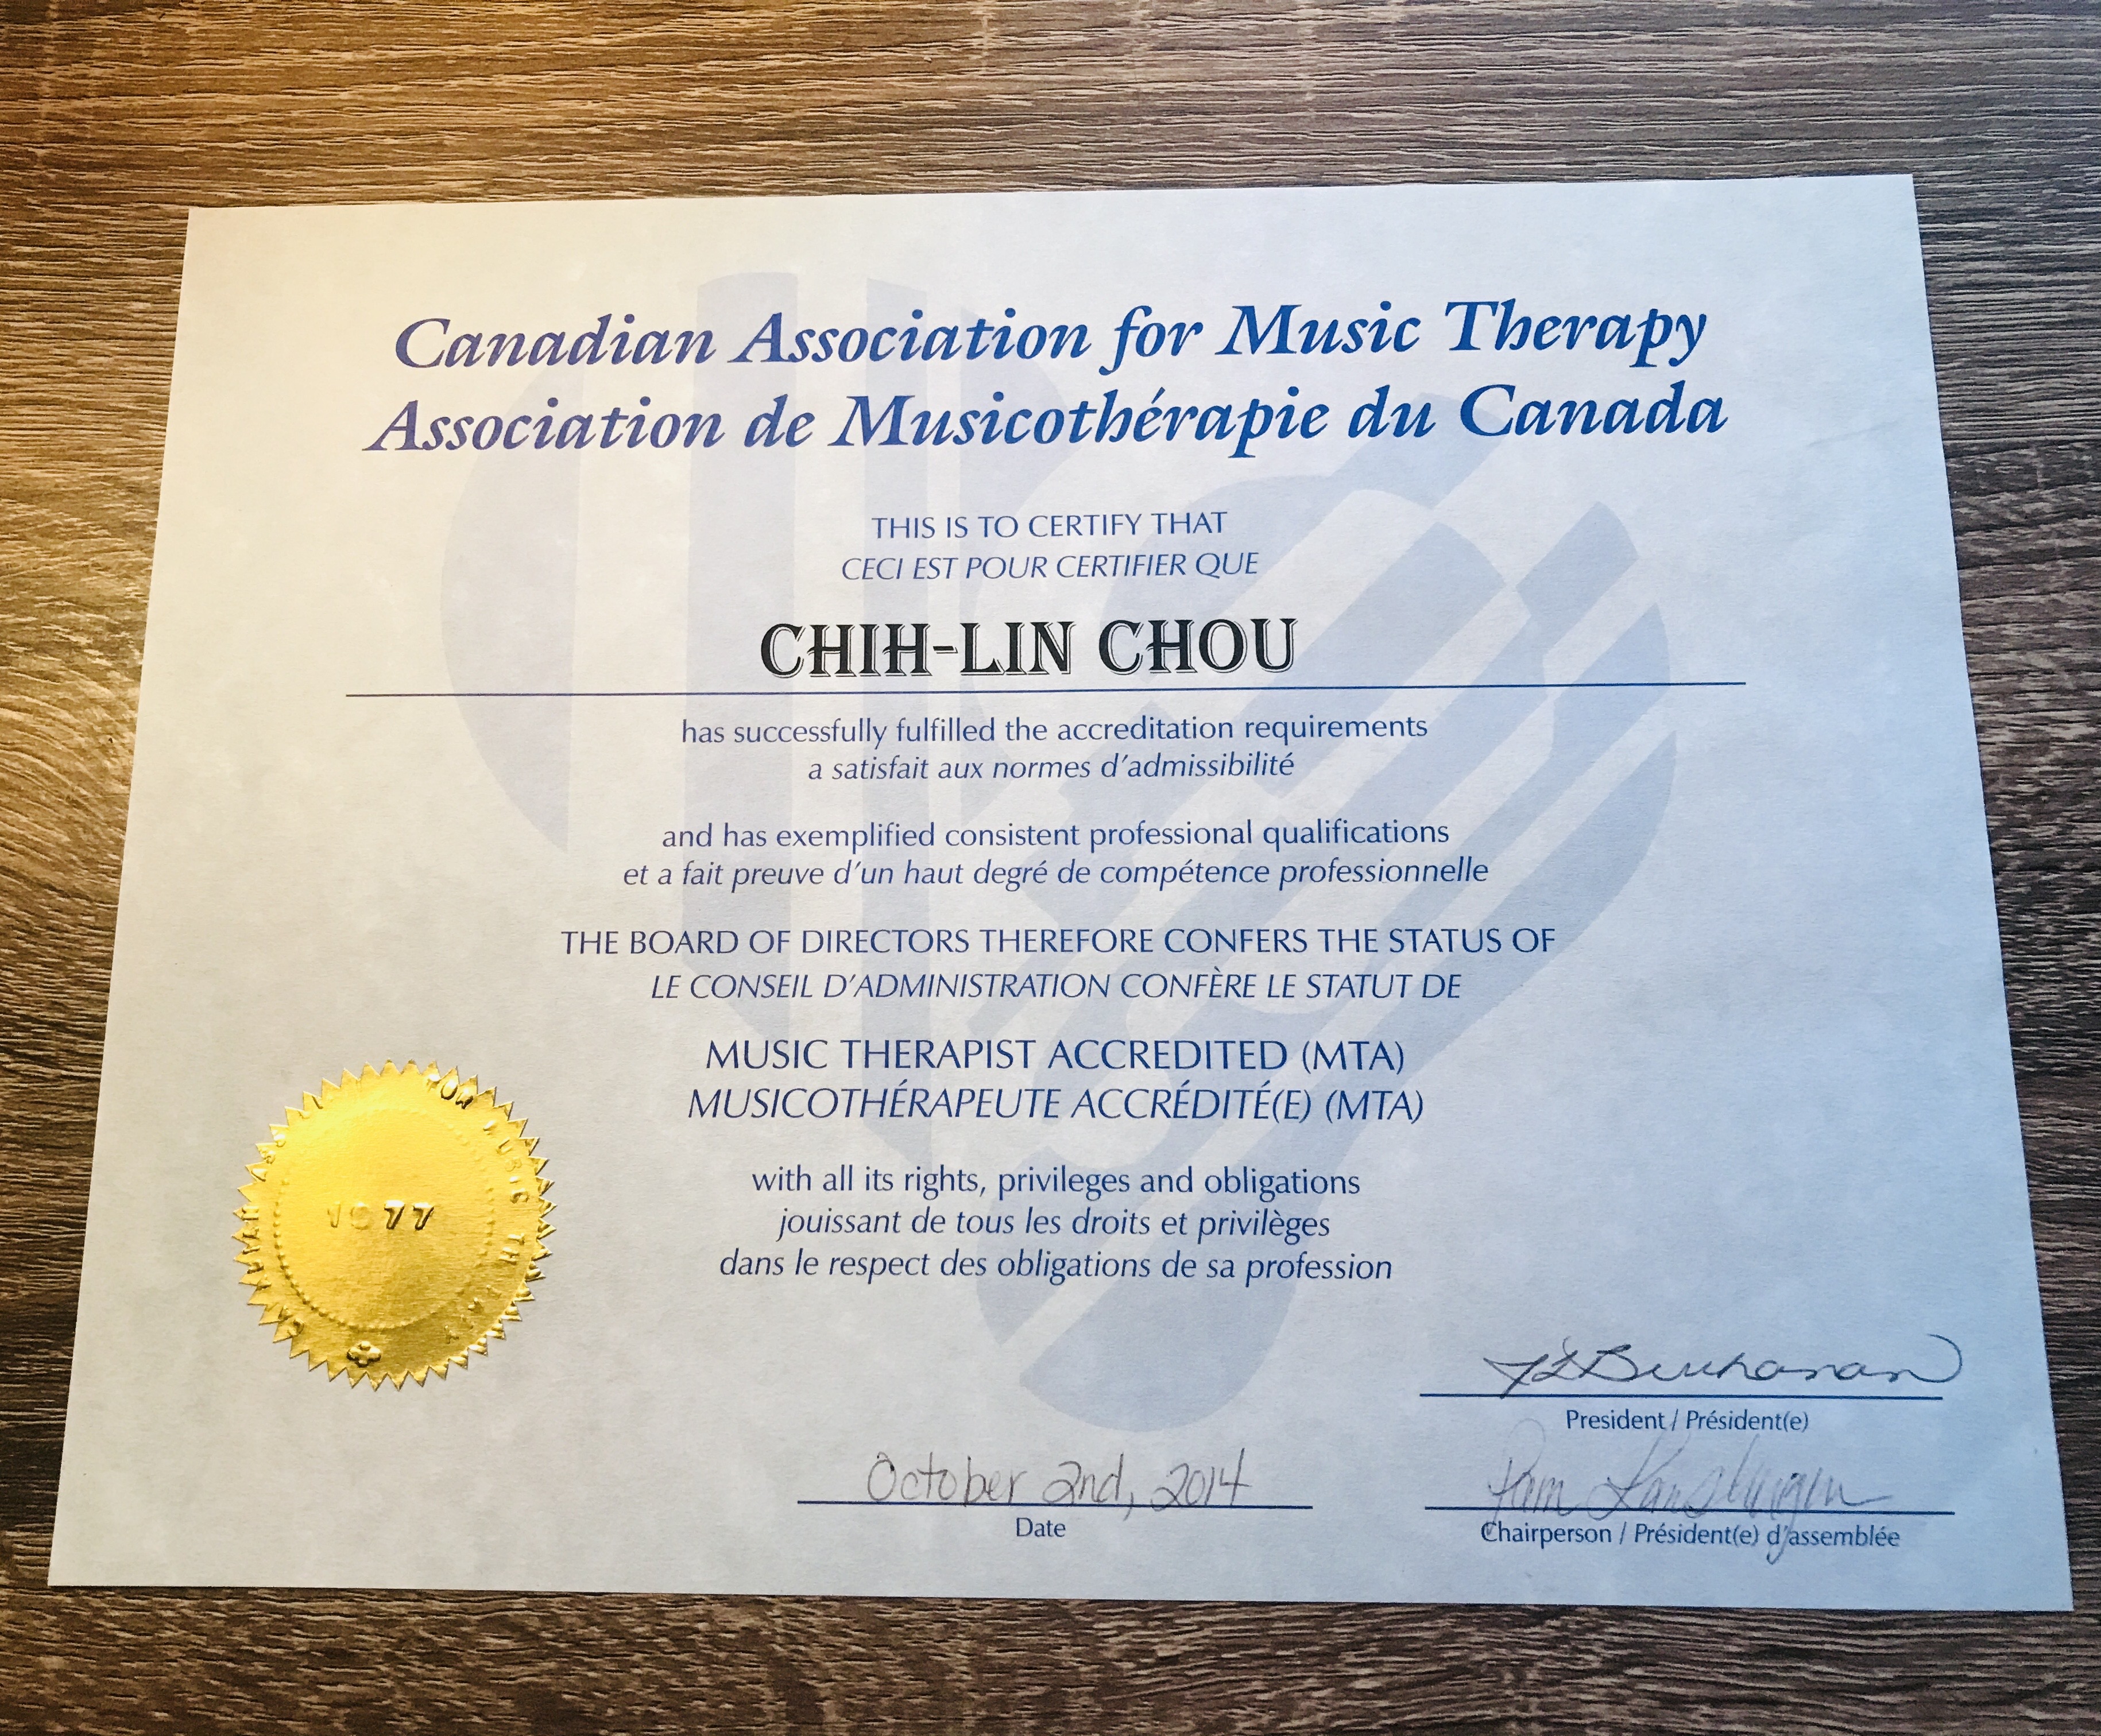 Canadian Association for Music Therapy
Association de Musicothérapie du Canada
THIS IS TO CERTIFY THAT
CECI EST POUR CERTIFIER QUE
CHIH-LIN CHOU
has successfully fulfilled the accreditation requirements
a satisfait aux normes d'admissibilité
and has exemplified consistent professional qualifications
et a fait preuve d'un haut degré de compétence professionnelle
THE BOARD OF DIRECTORS THEREFORE CONFERS THE STATUS OF
LE CONSEIL D'ADMINISTRATION CONFÈRE LE STATUT DE
MUSIC THERAPIST ACCREDITED (MTA)
MUSICOTHÉRAPEUTE ACCRÉDITÉ(E) (MTA)
with all its rights, privileges and obligations
jouissant de tous les droits et privilèges
dans le respect des obligations de sa profession
1977
Buchanan
President / Président(e)
October 2nd, 2014
Date
Pam
Chairperson / Président(e) d'assemblée